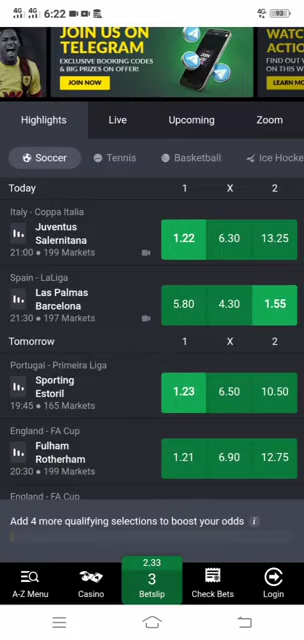 4G 4G 6:22 4G 93
JOIN US ON WATC
TELEGRAM ACTIO
EXCLUSIVE BOOKING CODES FIND OUT
& BIG PRIZES ON OFFER! YOU CAN W
JOIN NOW LEARN MO
Highlights Live Upcoming Zoom
Soccer Tennis Basketball Ice Hocke
Today 1 X 2
Italy - Coppa Italia
Juventus
Salernitana
1.22 6.30 13.25
21:00 199 Markets
Spain - LaLiga
Las Palmas
Barcelona
5.80 4.30 1.55
21:30 197 Markets
Tomorrow 1 X 2
Portugal - Primeira Liga
Sporting
Estoril
1.23 6.50 10.50
19:45 165 Markets
England - FA Cup
Fulham
Rotherham
1.21 6.90 12.75
20:30 199 Markets
England - FA Cup
Add 4 more qualifying selections to boost your odds i
2.33
3
A-Z Menu Casino Betslip Check Bets Login